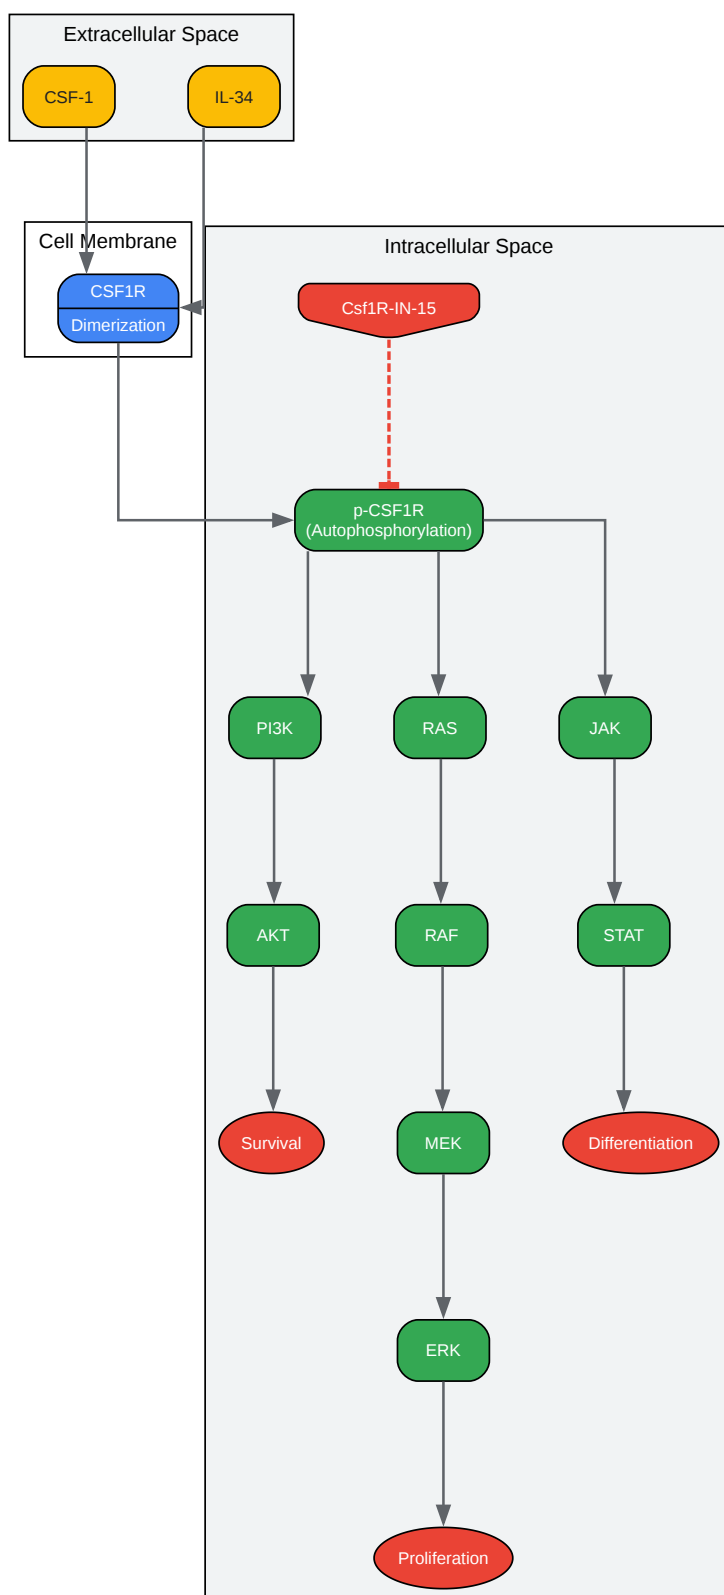 Extracellular Space
CSF-1
IL-34
Cell Membrane
CSF1R
Dimerization
Intracellular Space
Csf1R-IN-15
p-CSF1R
(Autophosphorylation)
PI3K
RAS
JAK
AKT
RAF
STAT
Survival
MEK
Differentiation
ERK
Proliferation